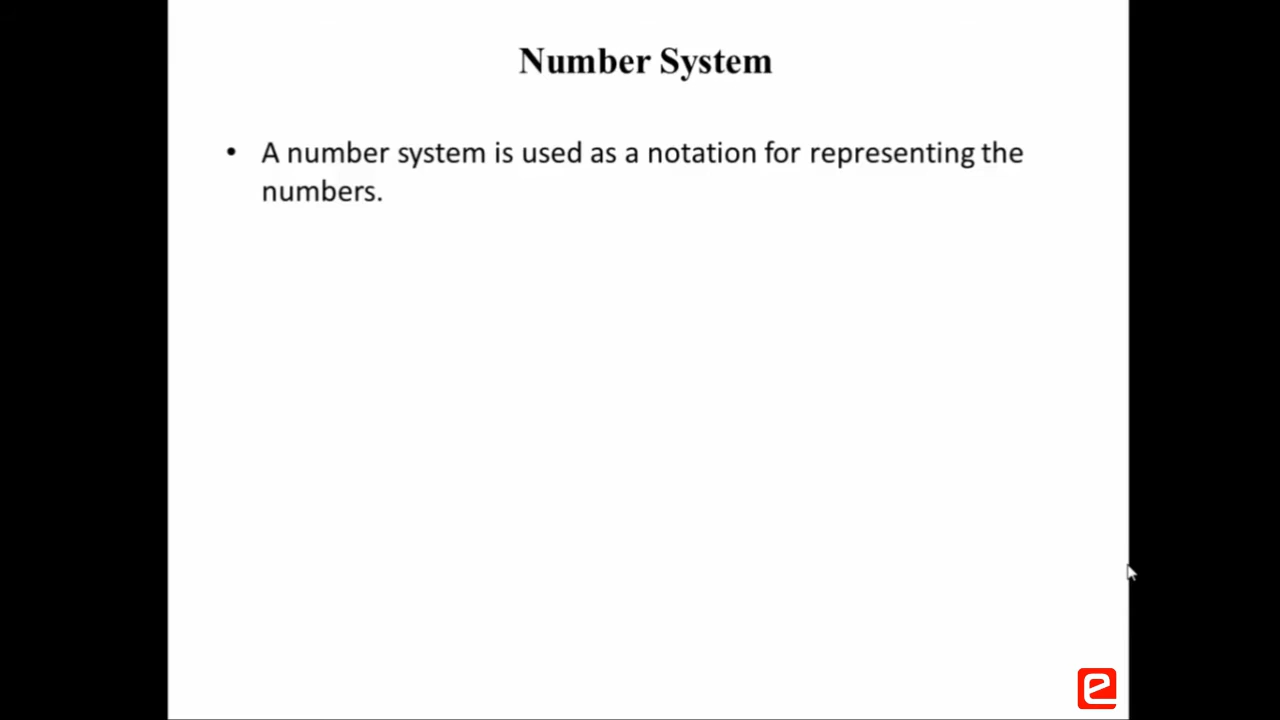 Number System
• A number system is used as a notation for representing the
numbers.
e